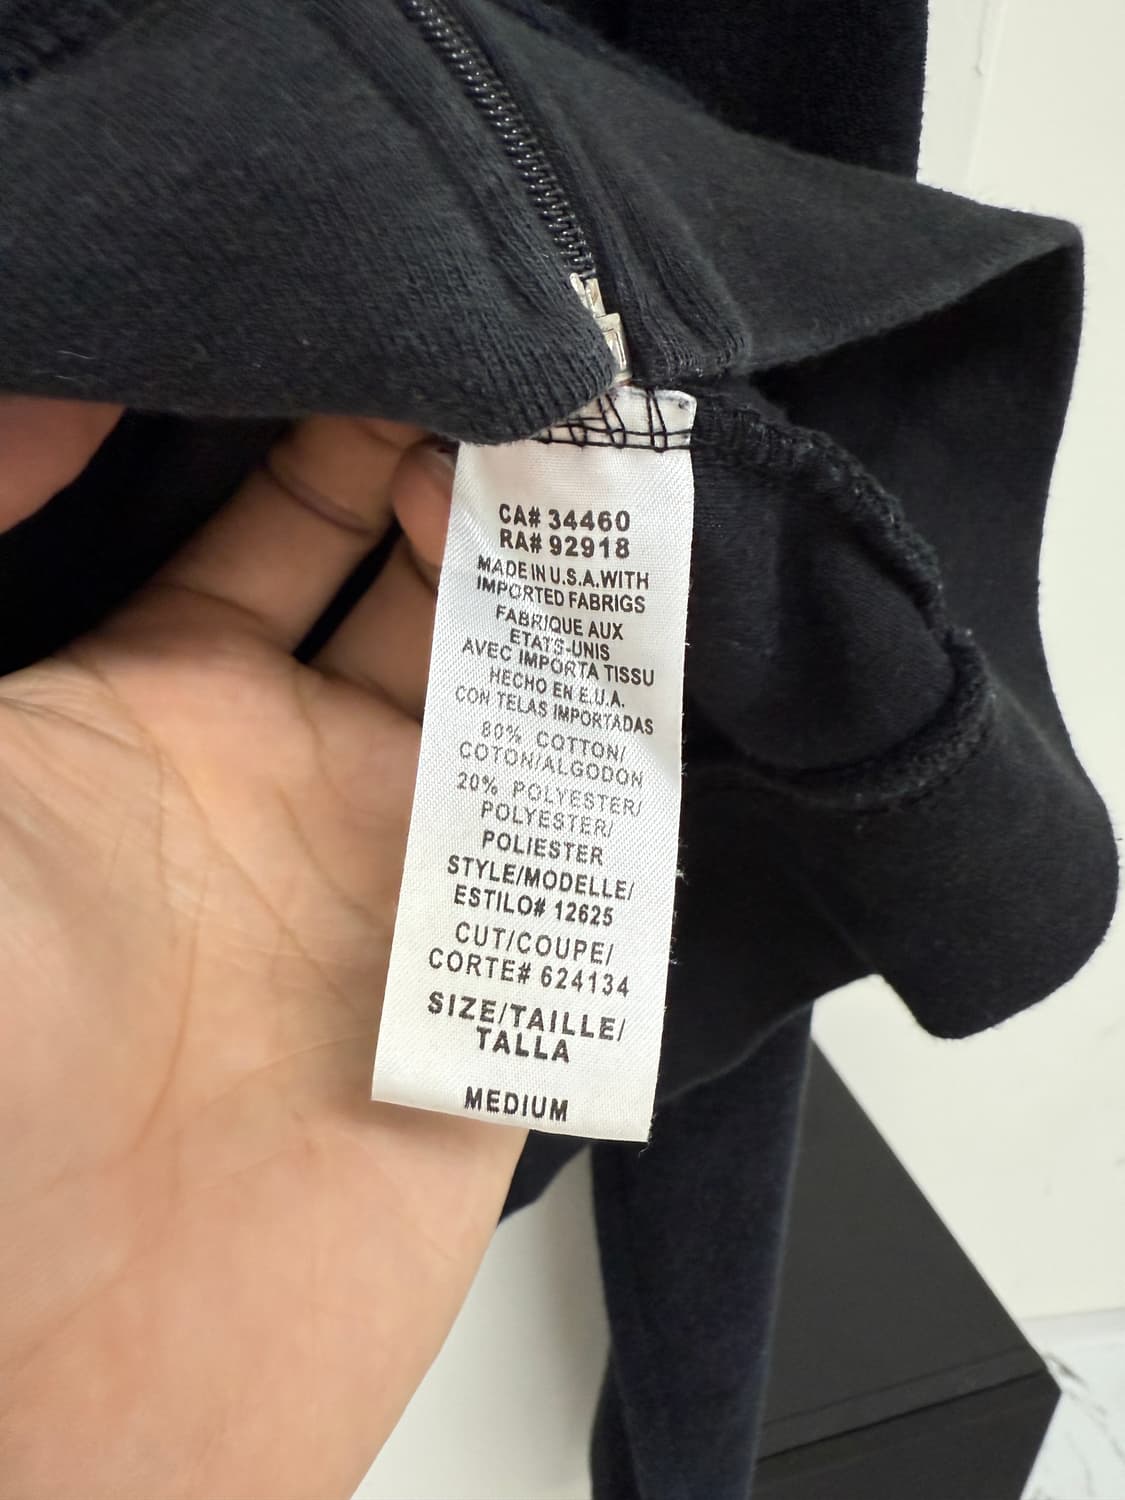 CA# 34460
RA# 92918
MADE IN U.S.A. WITH
IMPORTED FABRIGS
FABRIQUE AUX
ETATS-UNIS
AVEC IMPORTA TISSU
HECHO EN E.U.A.
CON TELAS IMPORTADAS
80% COTTON/
COTON/ALGODON
20% POLYESTER/
POLYESTER/
POLIESTER
STYLE/MODELLE/
ESTILO# 12625
CUT/COUPE/
CORTE# 624134
SIZE/TAILLE/
TALLA
MEDIUM